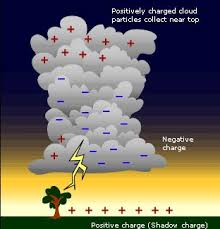 Positively charged cloud
particles collect near top
Negative
charge
Positive charge (Shadow charge)